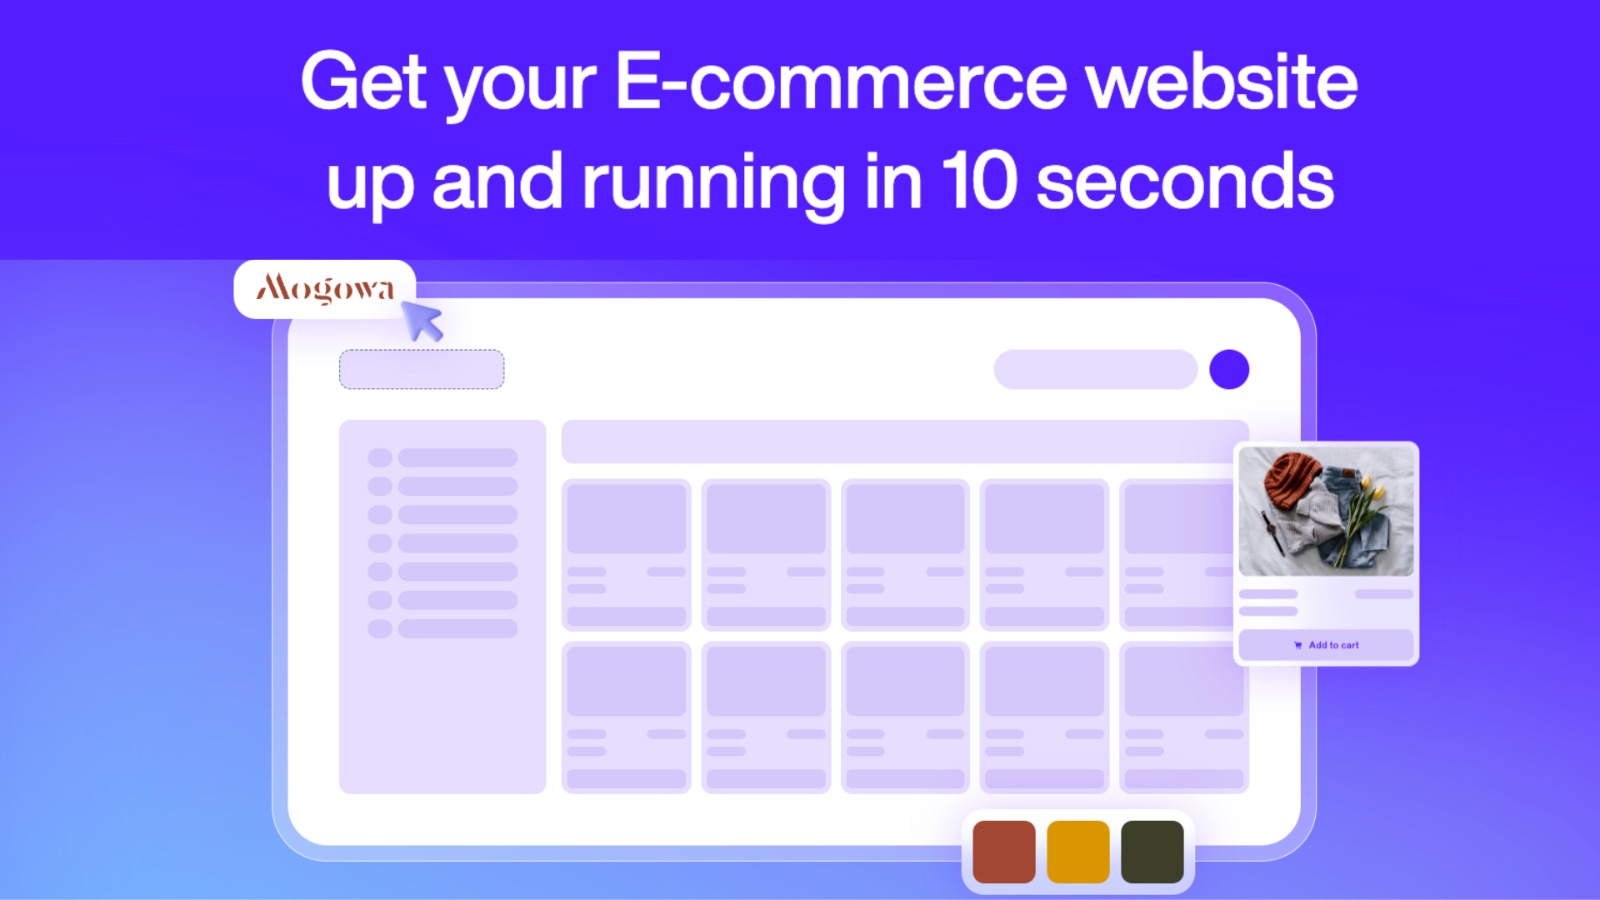 Get your E-commerce website
up and running in 10 seconds
Mogowa
Add to cart